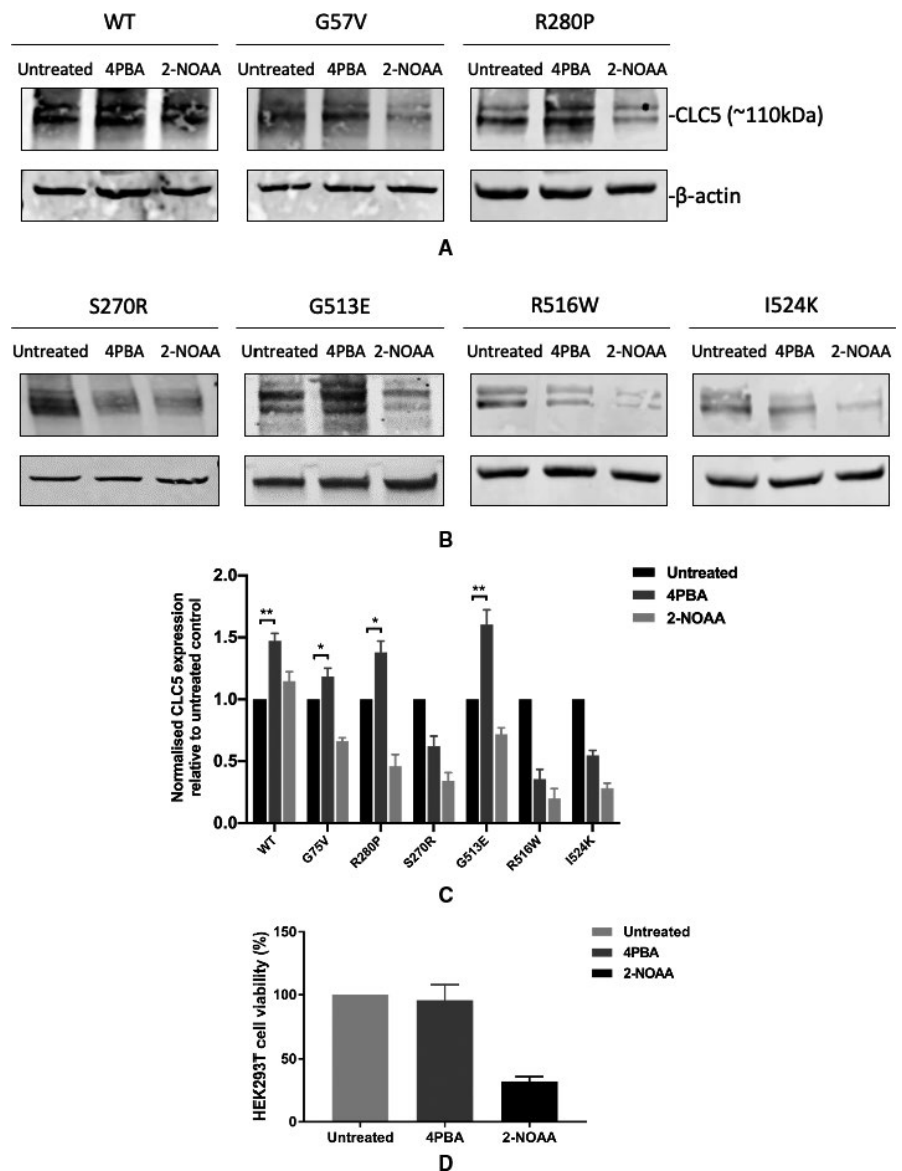 WT G57V R280P
Untreated 4PBA 2-NOAA Untreated 4PBA 2-NOAA Untreated 4PBA 2-NOAA
-CLC5 (~110kDa)
-β-actin
A
S270R G513E R516W I524K
Untreated 4PBA 2-NOAA Untreated 4PBA 2-NOAA Untreated 4PBA 2-NOAA Untreated 4PBA 2-NOAA
B
Normalised CLC5 expression
relative to untreated control
2.0
1.5
1.0
0.5
0.0
** * * **
Untreated
4PBA
2-NOAA
WT G75V R280P S270R G513E R516W I524K
C
HEK293T cell viability (%)
150
100
50
0
Untreated
4PBA
2-NOAA
Untreated 4PBA 2-NOAA
D